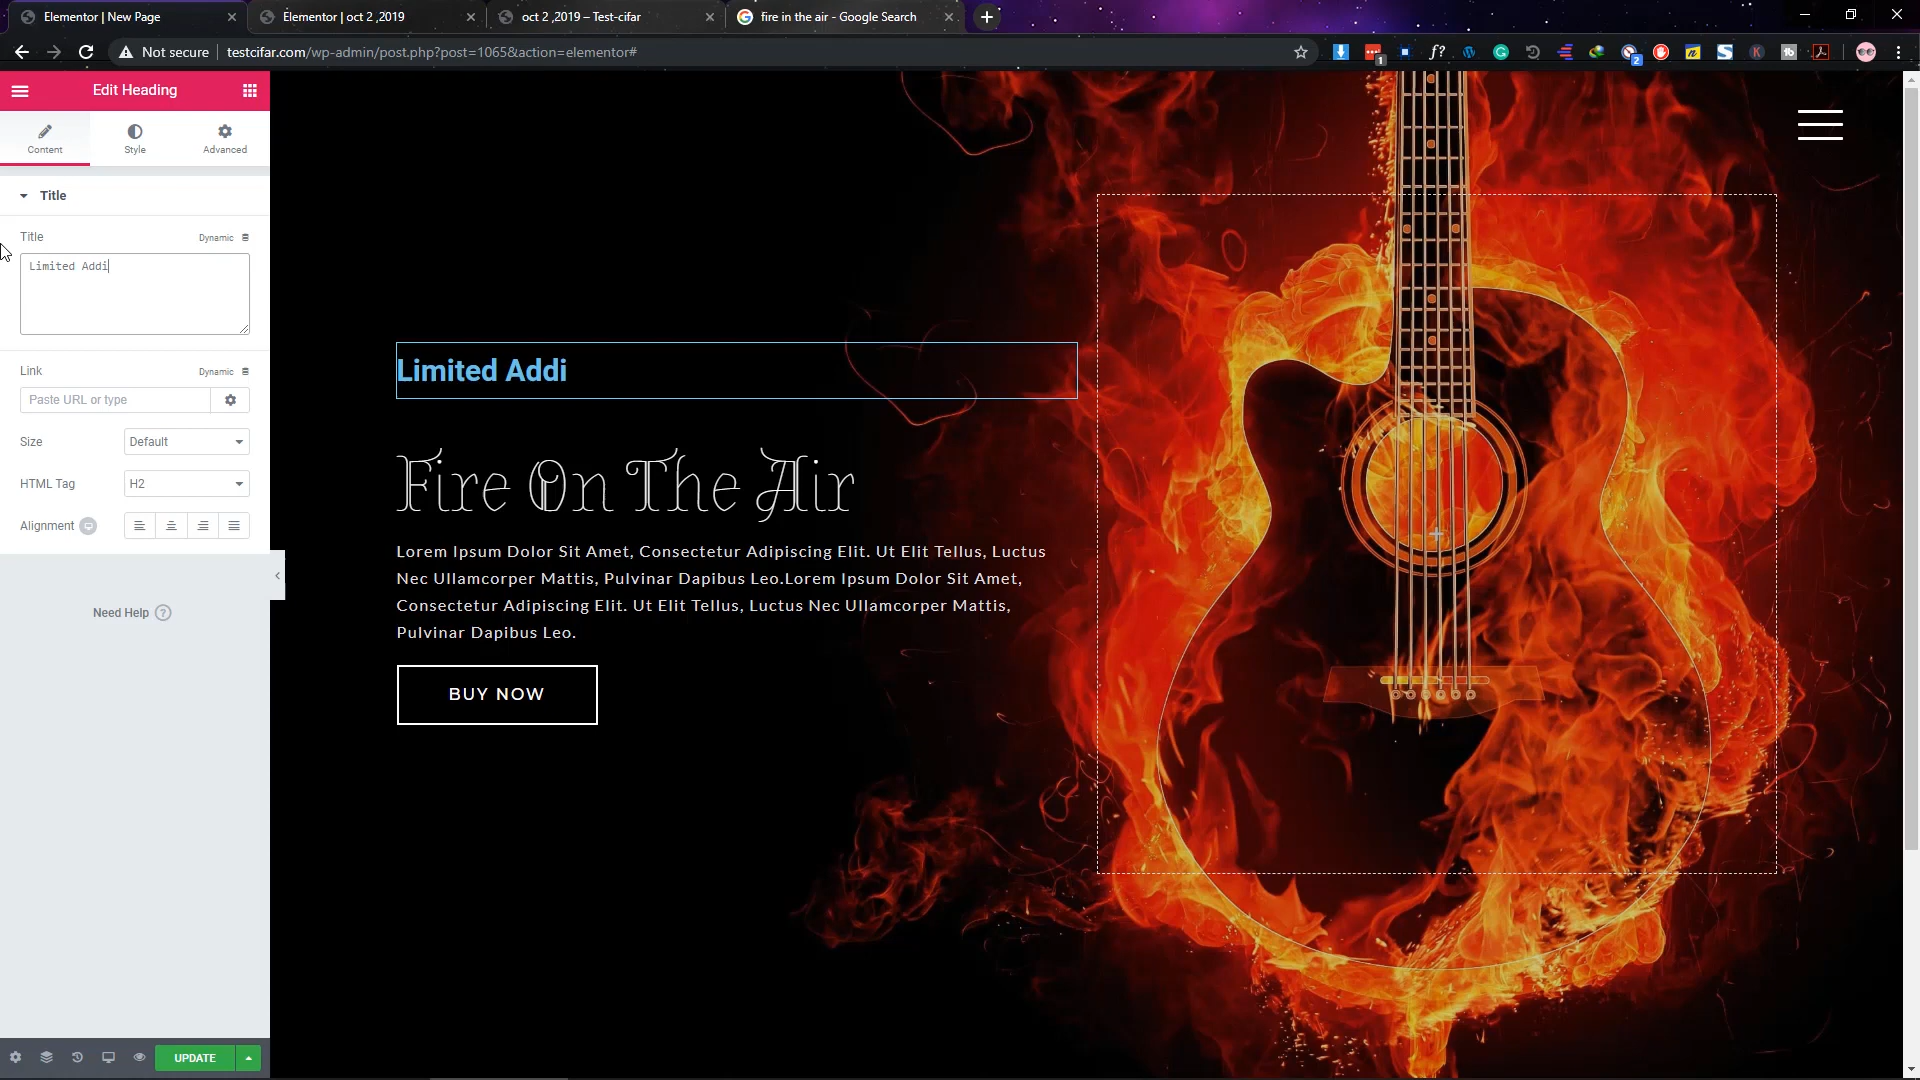 Elementor | New Page
Elementor | oct 2 ,2019
oct 2 ,2019 – Test-cifar
fire in the air - Google Search
Not secure
testcifar.com/wp-admin/post.php?post=1065&action=elementor#
Edit Heading
Content
Style
Advanced
Title
Title
Dynamic
Limited Addi
Link
Dynamic
Paste URL or type
Size
Default
HTML Tag
H2
Alignment
Need Help
UPDATE
Limited Addi
Fire On The Air
Lorem Ipsum Dolor Sit Amet, Consectetur Adipiscing Elit. Ut Elit Tellus, Luctus
Nec Ullamcorper Mattis, Pulvinar Dapibus Leo.Lorem Ipsum Dolor Sit Amet,
Consectetur Adipiscing Elit. Ut Elit Tellus, Luctus Nec Ullamcorper Mattis,
Pulvinar Dapibus Leo.
BUY NOW